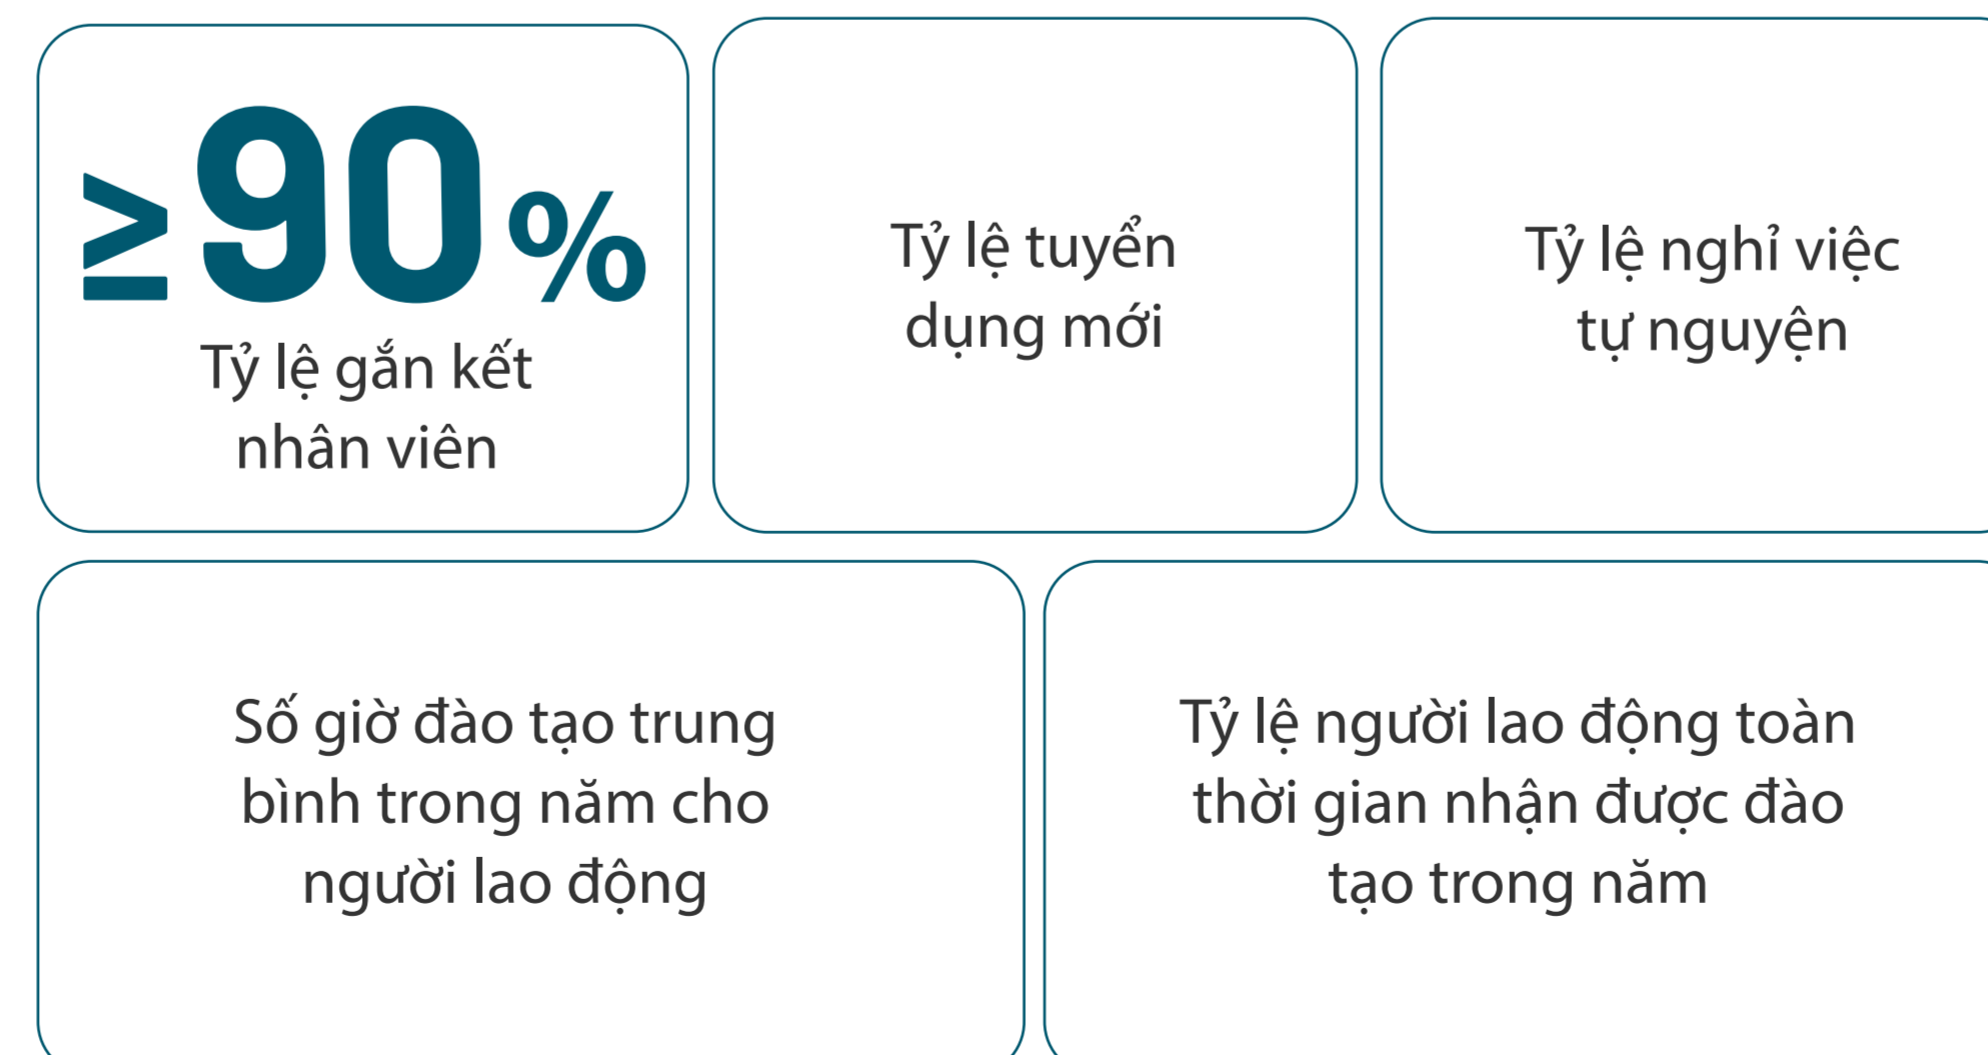 ≥90%
Tỷ lệ gắn kết
nhân viên
Tỷ lệ tuyển
dụng mới
Tỷ lệ nghỉ việc
tự nguyện
Số giờ đào tạo trung
bình trong năm cho
người lao động
Tỷ lệ người lao động toàn
thời gian nhận được đào
tạo trong năm